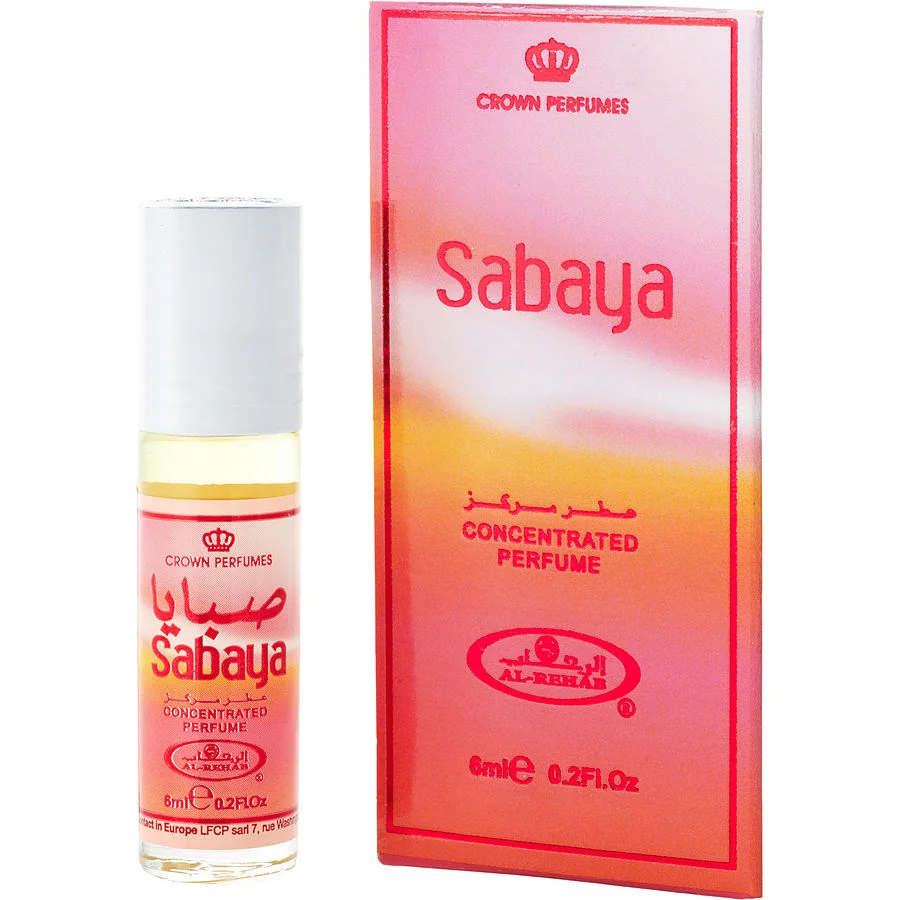 CROWN PERFUMES
Sabaya
عطر مركز
CONCENTRATED
PERFUME
الرحاب
AL-REHAB
®
6ml e 0.2Fl.Oz
CROWN PERFUMES
صبايا
Sabaya
عطر مركز
CONCENTRATED
PERFUME
الرحاب
AL-REHAB
®
6ml e 0.2Fl.Oz
ntact in Europe LFCP sarl 7, rue Washing